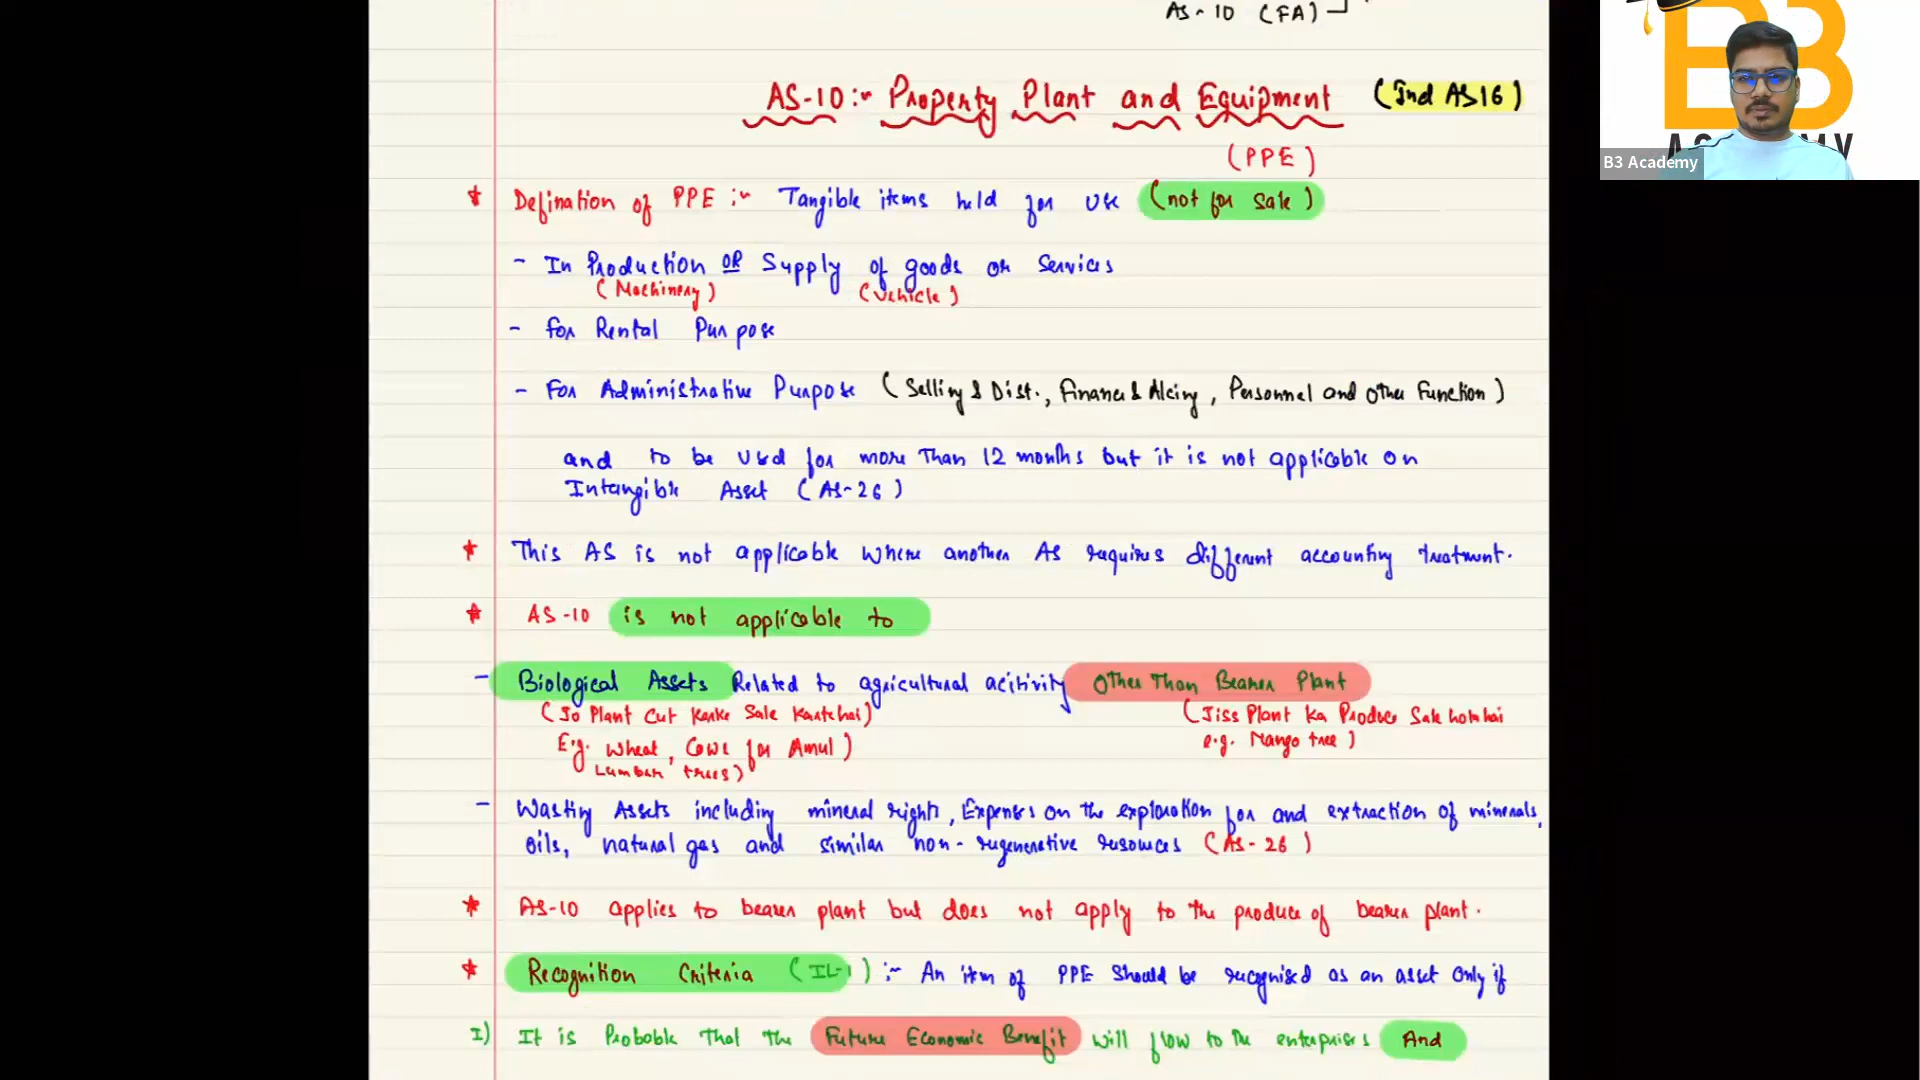 AS-10 (FA)
AS-10:- Property Plant and Equipment (Ind AS16)
(PPE)
* Defination of PPE :- Tangible items held for use (not for Sale)
- In Production OR Supply of goods or Services
(Machinery) (Vehicle)
- For Rental Purpose
- For Administrative Purpose (Selling & Dist., Finance & A/cing, Personnel and Other Function)
and to be used for more Than 12 months but it is not applicable on
Intangible Asset (AS-26)
* This AS is not applicable where another AS requires different accounting treatment.
* AS-10 is not applicable to
- Biological Assets Related to agricultural acitivity Other Than Bearer Plant
(Jo Plant Cut Karke Sale Kartehai) (Jiss Plant Ka Produce Sale hota hai
E.g. Wheat, Cows for Amul) e.g. Mango tree)
Lumber trees)
- Wasting Assets including mineral rights, Expenses on the exploration for and extraction of minerals,
oils, natural gas and similar non-regenerative resources (AS-26)
* AS-10 applies to bearer plant but does not apply to the produce of bearer plant.
* Recognition Criteria (IL-1) :- An item of PPE Should be recognised as an asset only if
I) It is Probable That the Future Economic Benefit will flow to the enterprises And
B3
ACADEMY
B3 Academy